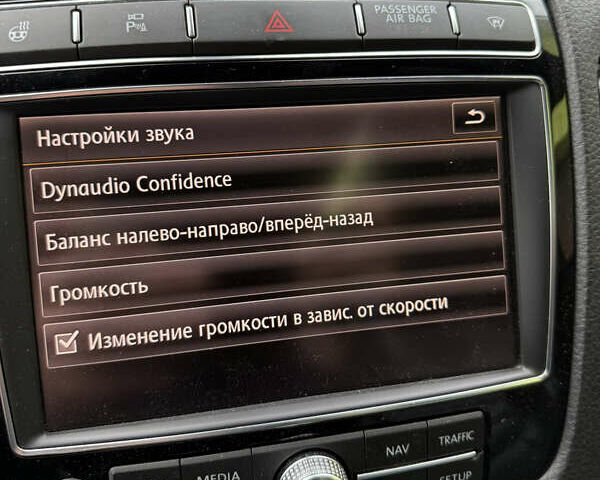 P
PASSENGER
AIR BAG
Настройки звука
Dynaudio Confidence
Баланс налево-направо/вперёд-назад
Громкость
Изменение громкости в завис. от скорости
MEDIA
NAV
TRAFFIC
SETUP